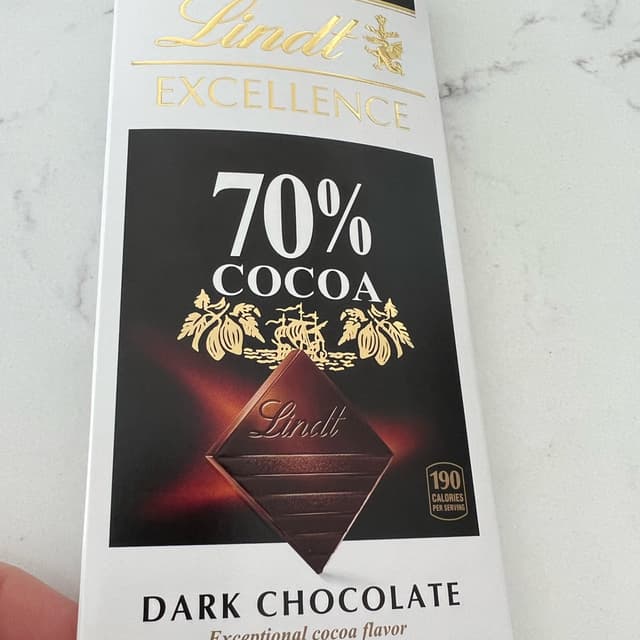 Lindt
EXCELLENCE
70%
COCOA
Lindt
190
CALORIES
PER SERVING
DARK CHOCOLATE
Exceptional cocoa flavor